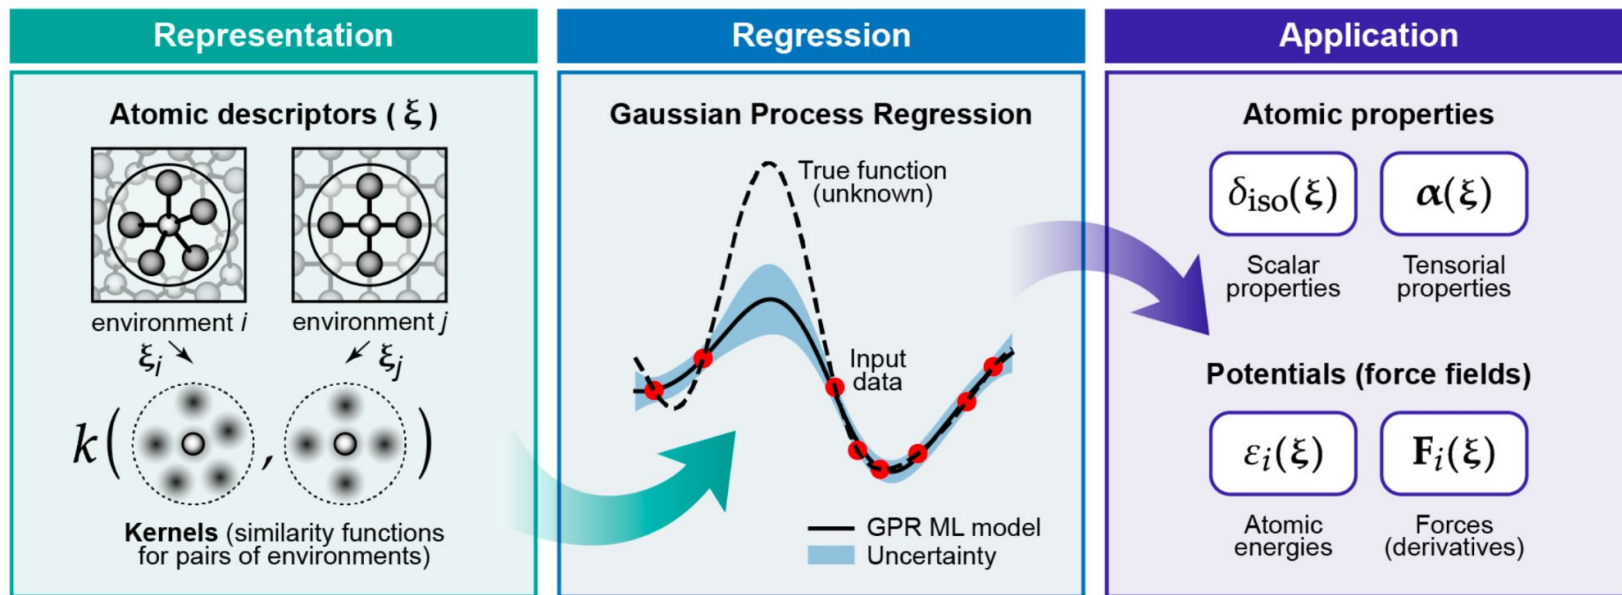 Representation
Atomic descriptors ( ξ )
environment i
environment j
ξi
ξj
k( , )
Kernels (similarity functions
for pairs of environments)
Regression
Gaussian Process Regression
True function
(unknown)
Input
data
GPR ML model
Uncertainty
Application
Atomic properties
δiso(ξ)
α(ξ)
Scalar
properties
Tensorial
properties
Potentials (force fields)
εi(ξ)
Fi(ξ)
Atomic
energies
Forces
(derivatives)